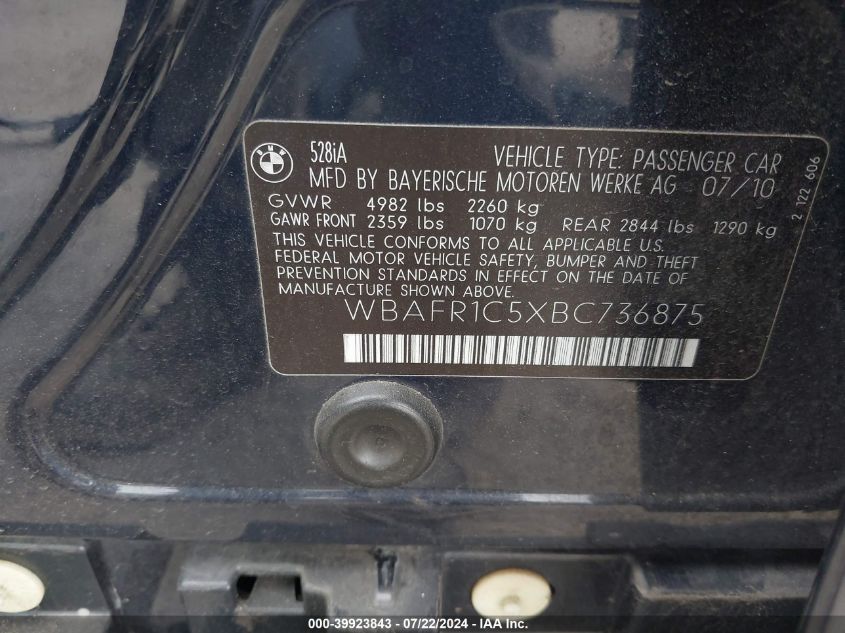 BMW
528iA
VEHICLE TYPE: PASSENGER CAR
MFD BY BAYERISCHE MOTOREN WERKE AG 07/10
GVWR 4982 lbs 2260 kg
GAWR FRONT 2359 lbs 1070 kg REAR 2844 lbs 1290 kg
THIS VEHICLE CONFORMS TO ALL APPLICABLE U.S.
FEDERAL MOTOR VEHICLE SAFETY, BUMPER AND THEFT
PREVENTION STANDARDS IN EFFECT ON THE DATE OF
MANUFACTURE SHOWN ABOVE.
WBAFR1C5XBC736875
2 122 606
000-39923843 - 07/22/2024 - IAA Inc.